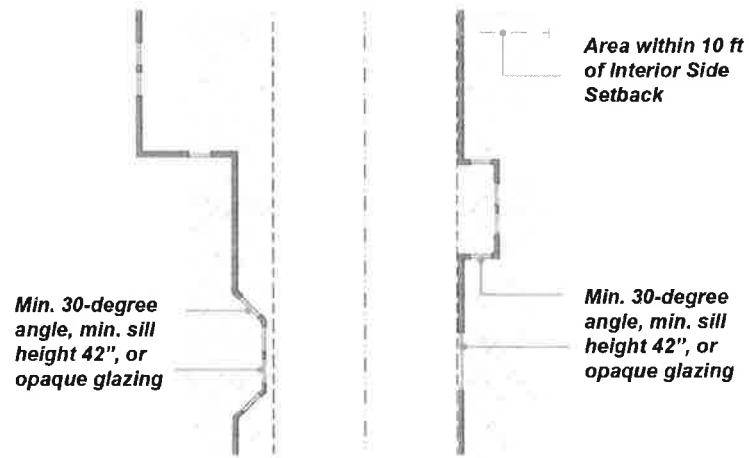 Area within 10 ft
of Interior Side
Setback
Min. 30-degree
angle, min. sill
height 42", or
opaque glazing
Min. 30-degree
angle, min. sill
height 42", or
opaque glazing